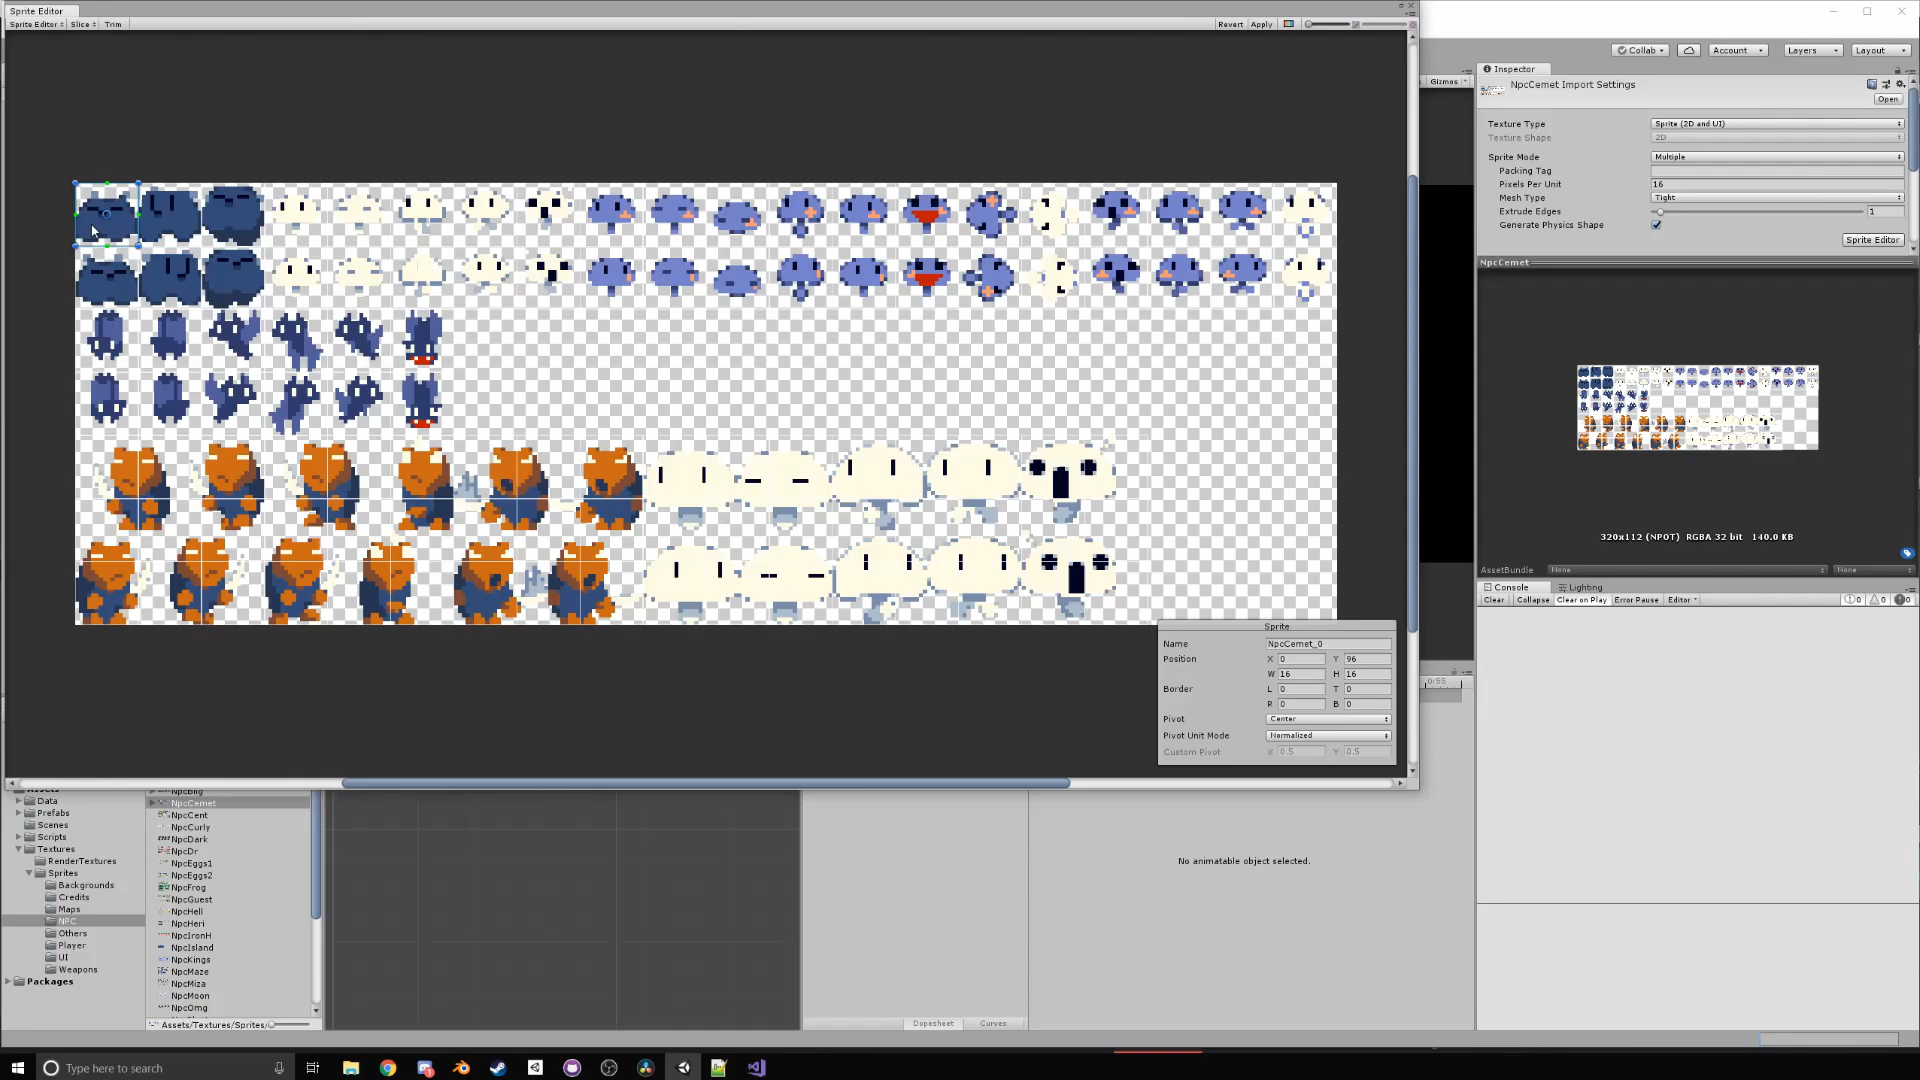 Sprite Editor
Sprite Editor Slice Trim
Revert Apply
Collab Account Layers Layout
Inspector
Gizmos
NpcCemet Import Settings
Open
Texture Type Sprite (2D and UI)
Texture Shape 2D
Sprite Mode Multiple
Packing Tag
Pixels Per Unit 16
Mesh Type Tight
Extrude Edges 1
Generate Physics Shape
Sprite Editor
NpcCemet
320x112 (NPOT) RGBA 32 bit 140.0 KB
AssetBundle None None
Console Lighting
Clear Collapse Clear on Play Error Pause Editor 0 0 0
Sprite
Name NpcCemet_0
Position X 0 Y 96
W 16 H 16
Border L 0 T 0
R 0 B 0
Pivot Center
Pivot Unit Mode Normalized
Custom Pivot X 0.5 Y 0.5
0:55
Assets
Data
Prefabs
Scenes
Scripts
Textures
RenderTextures
Sprites
Backgrounds
Credits
Maps
NPC
Others
Player
UI
Weapons
Packages
NpcCemet
NpcCent
NpcCurly
NpcDark
NpcDr
NpcEggs1
NpcEggs2
NpcFrog
NpcGuest
NpcHell
NpcHeri
NpcIronH
NpcIsland
NpcKings
NpcMaze
NpcMiza
NpcMoon
NpcOmg
Assets/Textures/Sprites/
No animatable object selected.
Dopesheet Curves
Type here to search